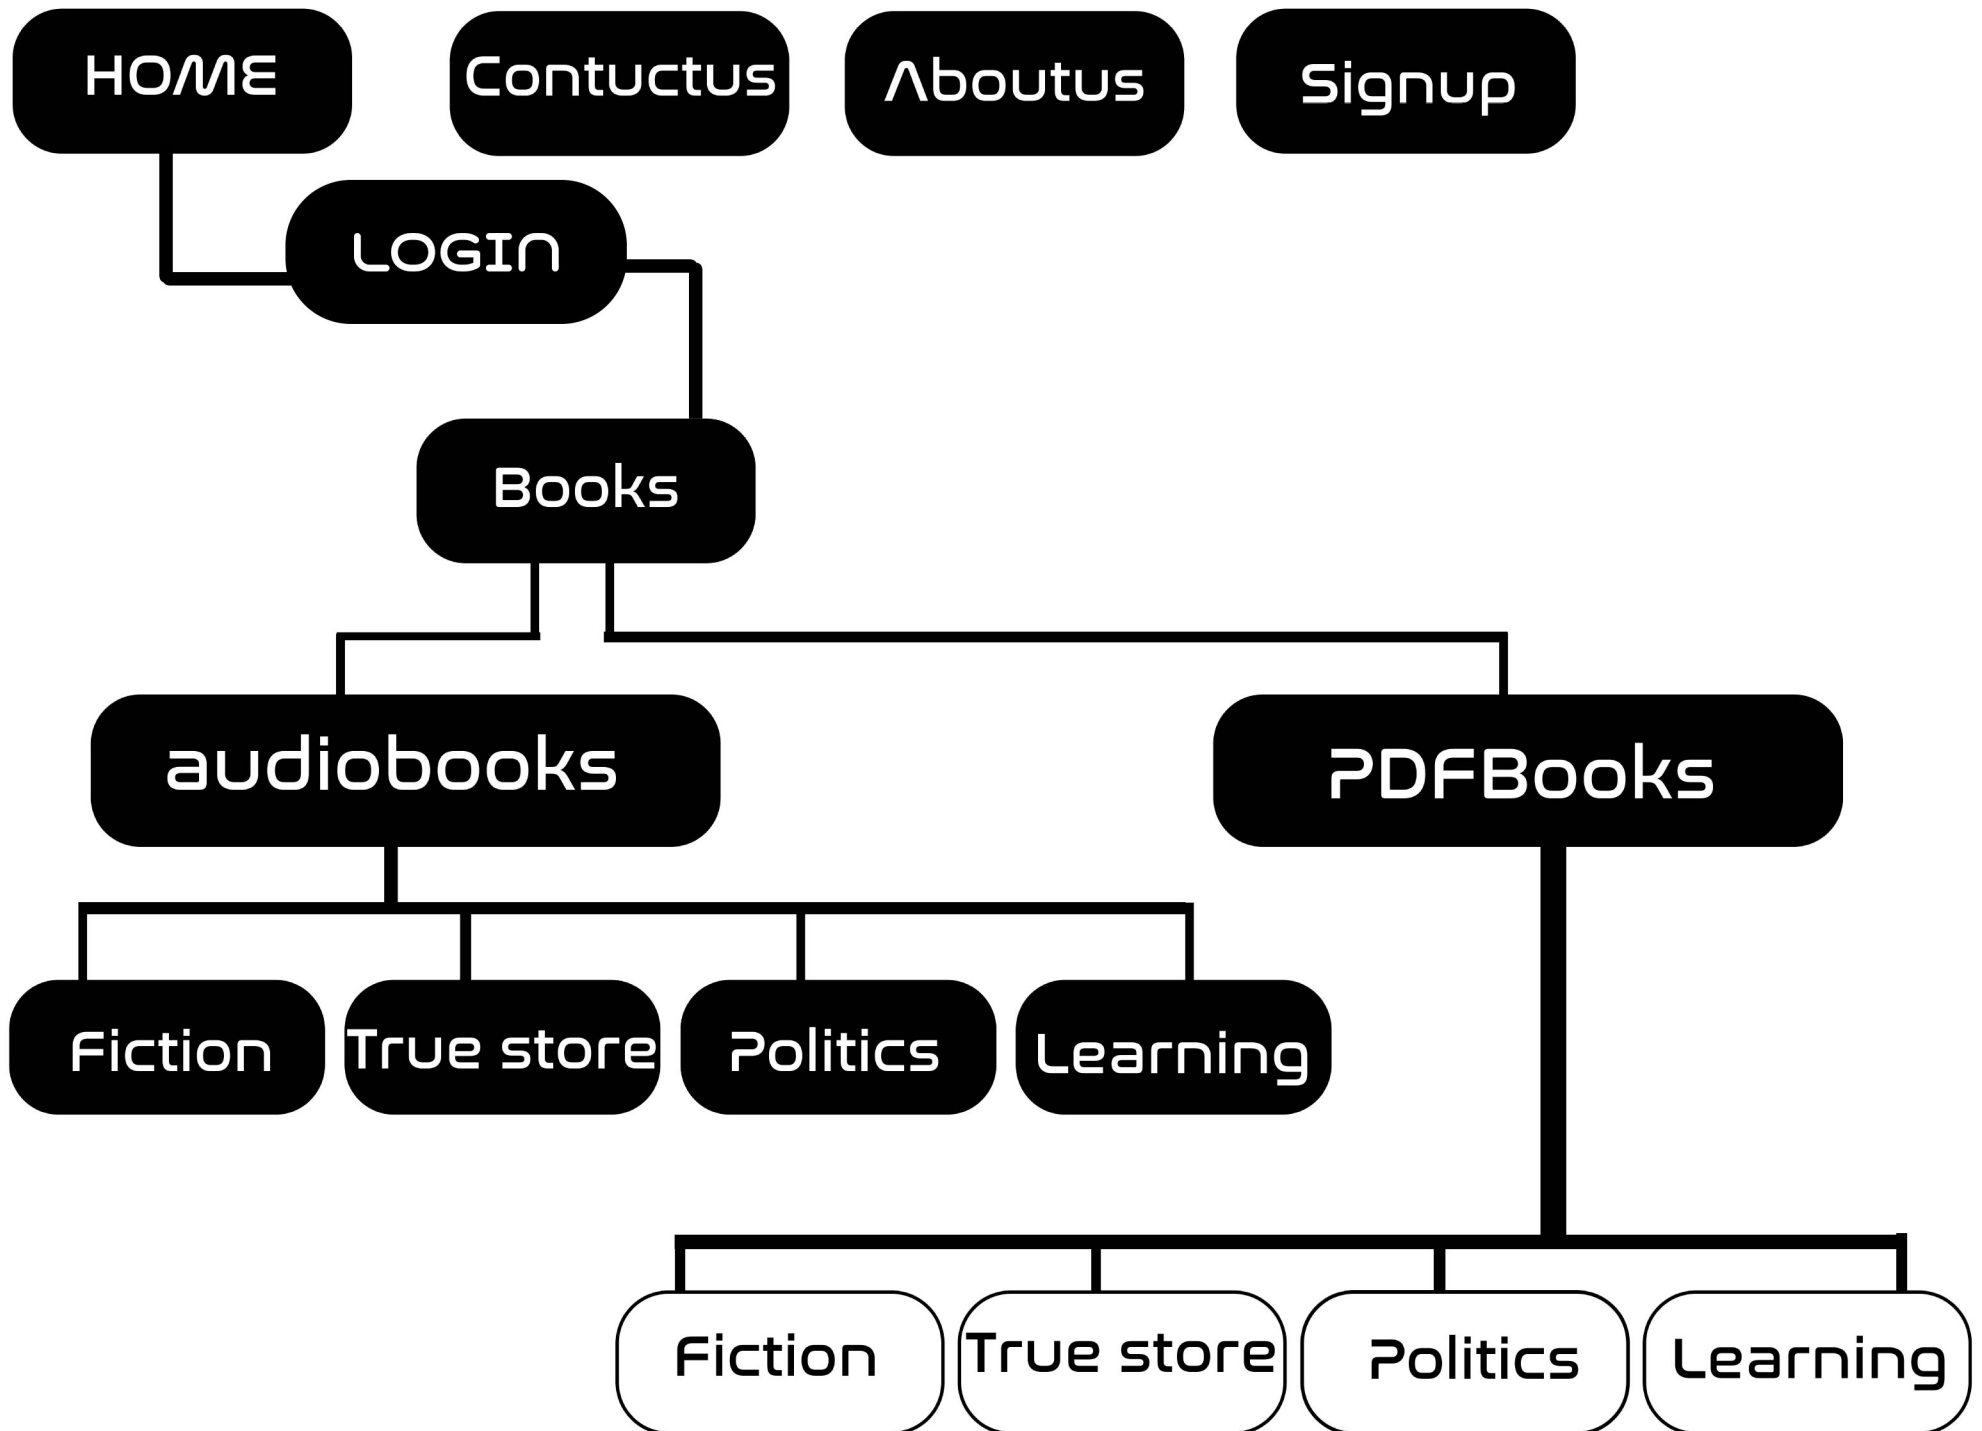 HOME
Contuctus
Aboutus
Signup
LOGIN
Books
audiobooks
PDFBooks
Fiction
True store
Politics
Learning
Fiction
True store
Politics
Learning